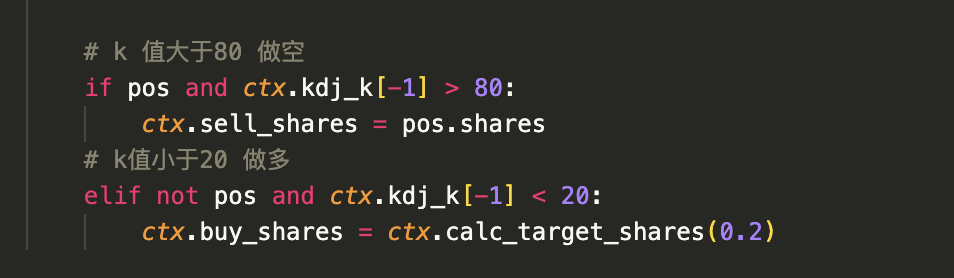 # k 值大于80 做空
if pos and ctx.kdj_k[-1] > 80:
    ctx.sell_shares = pos.shares
# k值小于20 做多
elif not pos and ctx.kdj_k[-1] < 20:
    ctx.buy_shares = ctx.calc_target_shares(0.2)